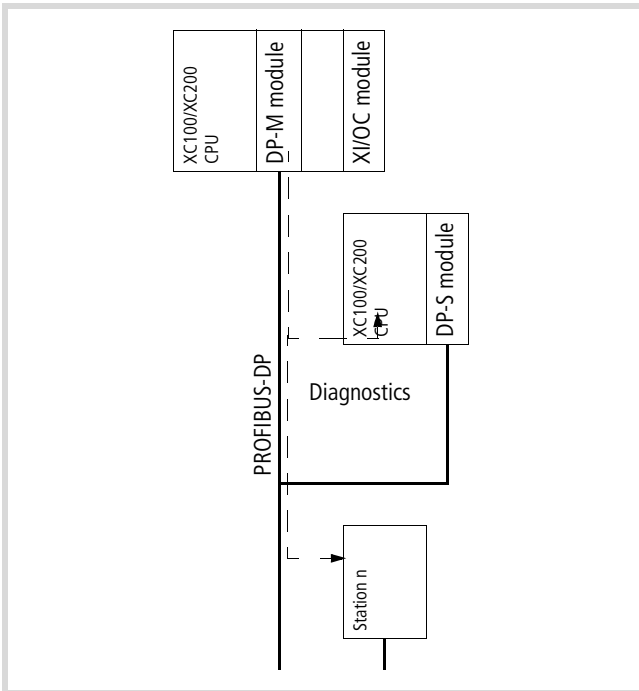 XC100/XC200
CPU
DP-M module
XI/OC module
XC100/XC200
CPU
DP-S module
PROFIBUS-DP
Diagnostics
Station n